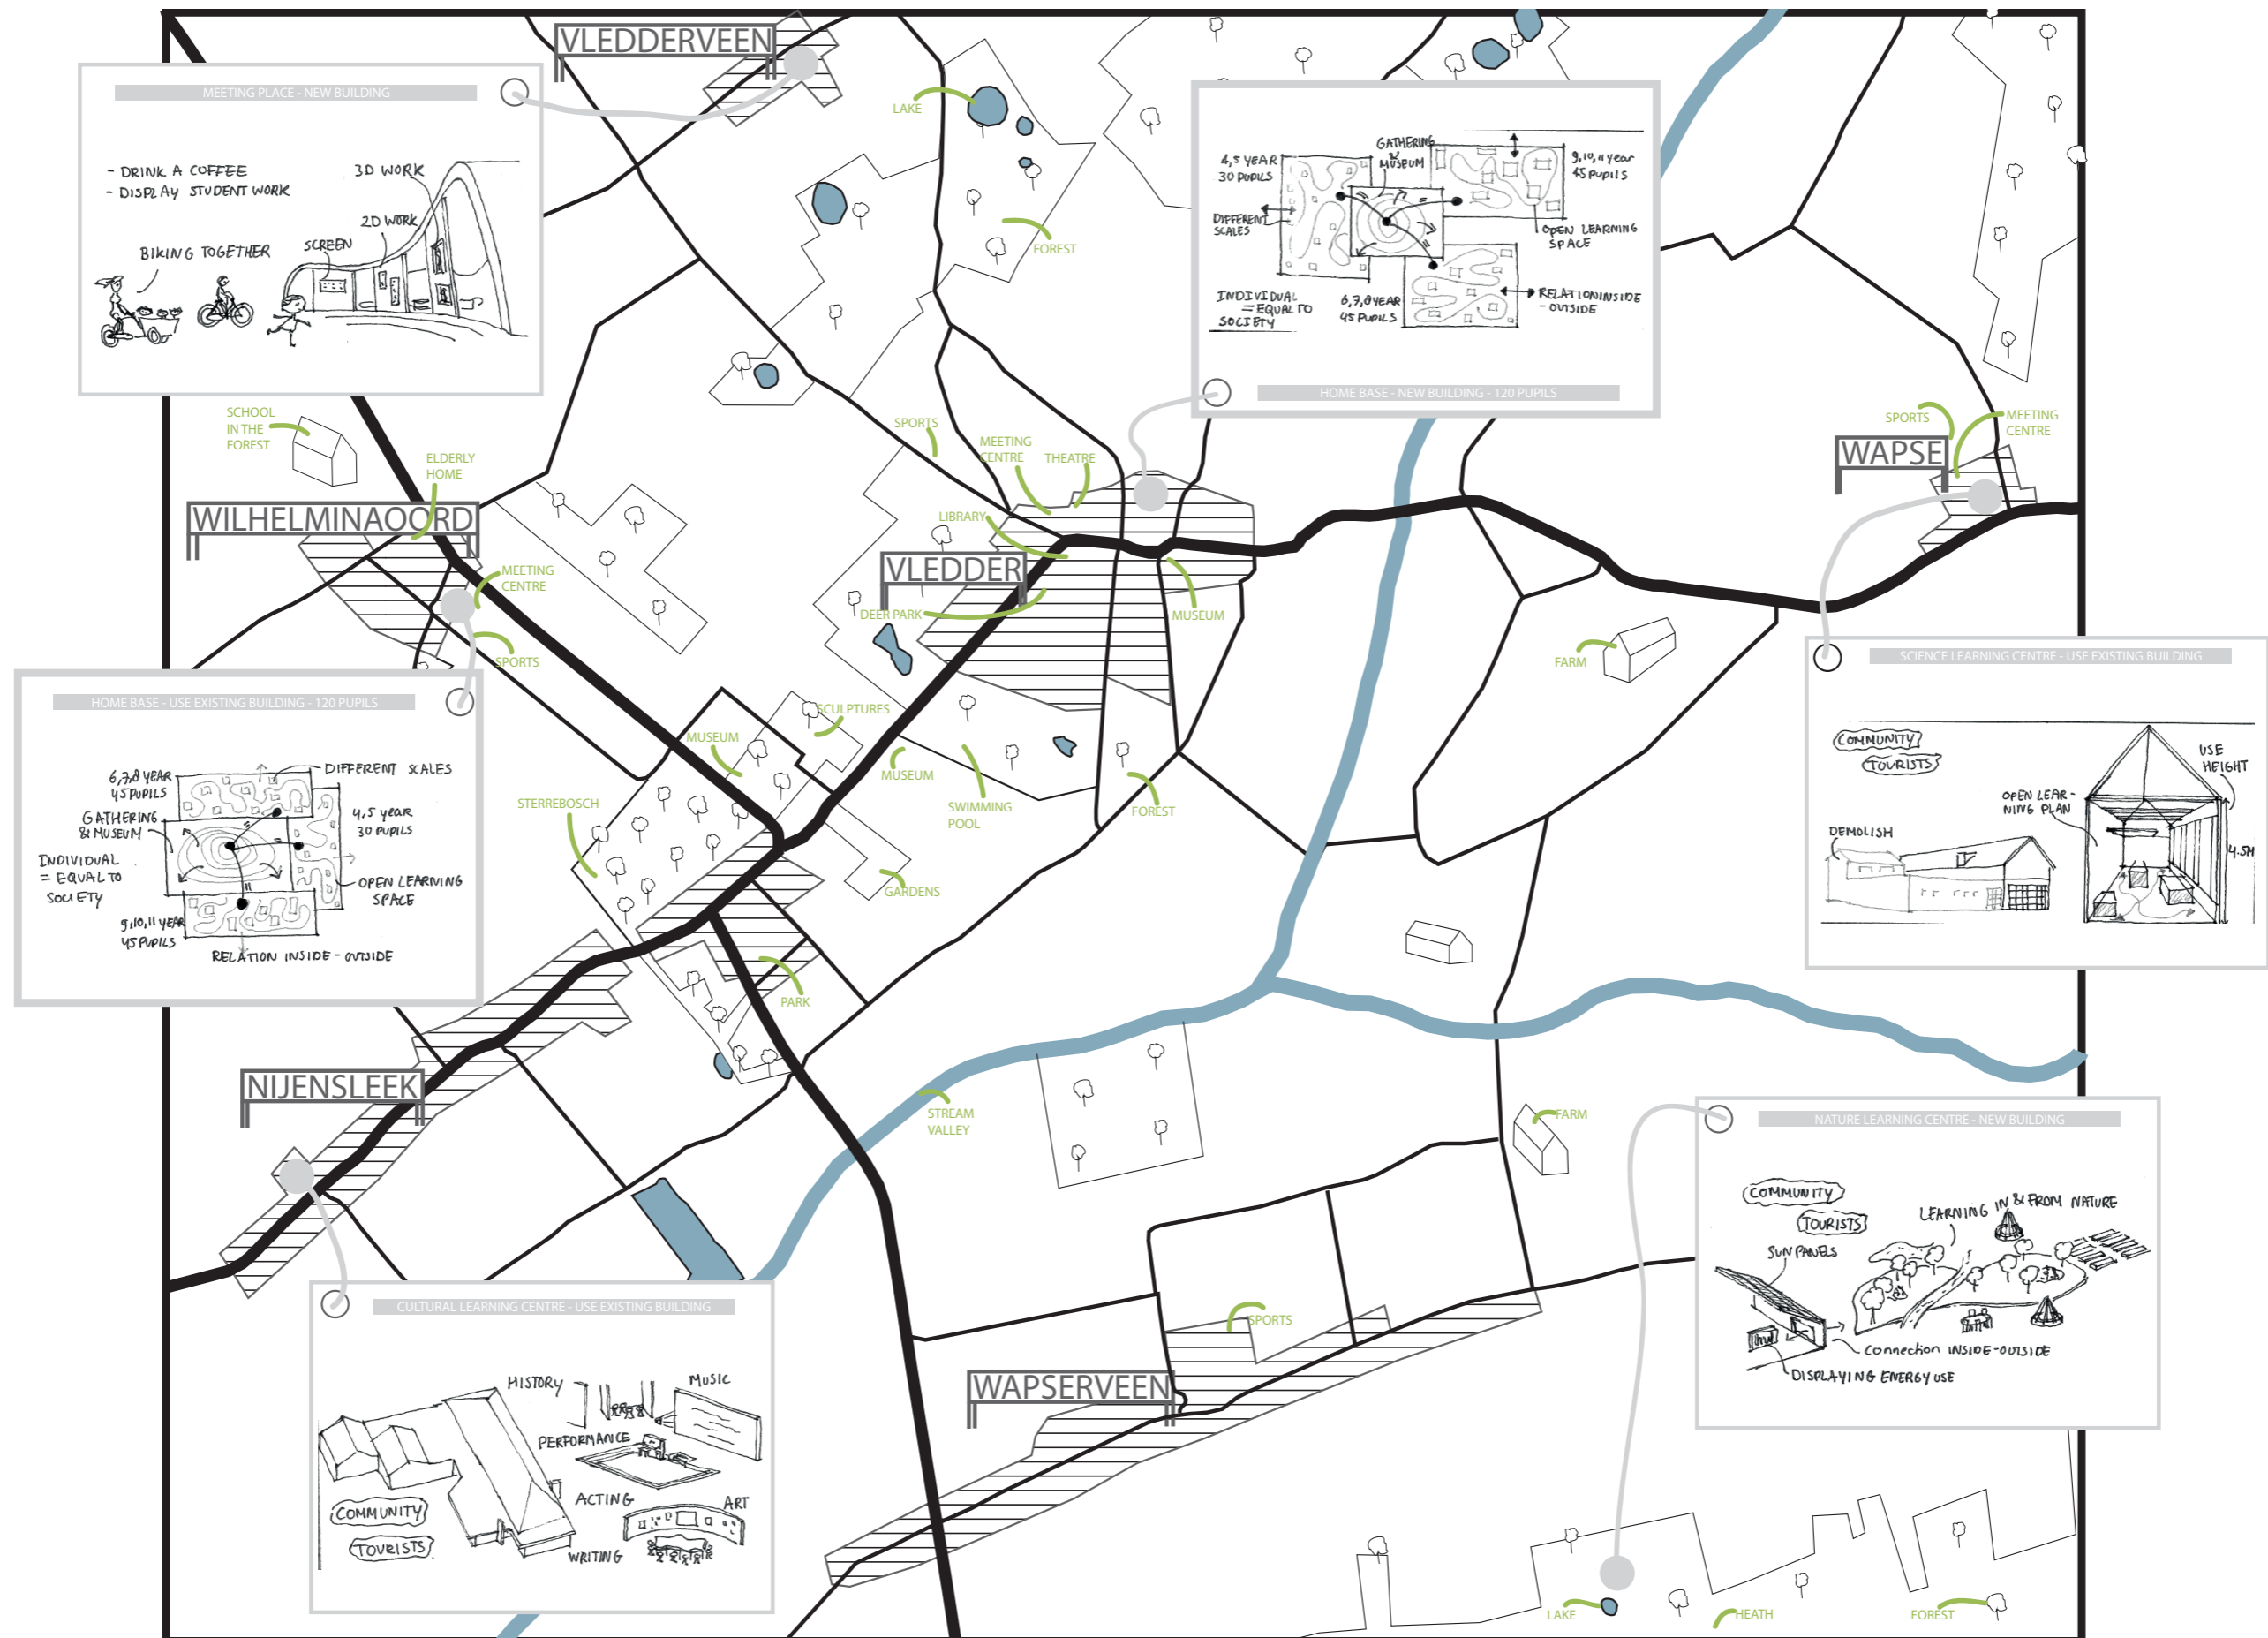 VLEDDERVEEN
MEETING PLACE - NEW BUILDING
- DRINK A COFFEE
- DISPLAY STUDENT WORK
3D WORK
2D WORK
SCREEN
BIKING TOGETHER
LAKE
FOREST
4,5 YEAR
30 PUPILS
GATHERING
&
MUSEUM
9,10,11 year
45 PUPILS
DIFFERENT
SCALES
OPEN LEARNING
SPACE
INDIVIDUAL
= EQUAL TO
SOCIETY
6,7,8 YEAR
45 PUPILS
RELATION INSIDE
- OUTSIDE
HOME BASE - NEW BUILDING - 120 PUPILS
SCHOOL
IN THE
FOREST
ELDERLY
HOME
WILHELMINAOORD
MEETING
CENTRE
SPORTS
SPORTS
MEETING
CENTRE
THEATRE
LIBRARY
VLEDDER
DEER PARK
MUSEUM
SPORTS
MEETING
CENTRE
WAPSE
FARM
HOME BASE - USE EXISTING BUILDING - 120 PUPILS
6,7,8 YEAR
45 PUPILS
DIFFERENT SCALES
GATHERING
& MUSEUM
4,5 year
30 PUPILS
INDIVIDUAL
= EQUAL TO
SOCIETY
OPEN LEARNING
SPACE
9,10,11 YEAR
45 PUPILS
RELATION INSIDE - OUTSIDE
SCULPTURES
MUSEUM
MUSEUM
STERREBOSCH
SWIMMING
POOL
FOREST
GARDENS
PARK
SCIENCE LEARNING CENTRE - USE EXISTING BUILDING
COMMUNITY
TOURISTS
USE
HEIGHT
OPEN LEAR-
NING PLAN
DEMOLISH
4.5M
NIJENSLEEK
STREAM
VALLEY
FARM
NATURE LEARNING CENTRE - NEW BUILDING
COMMUNITY
TOURISTS
LEARNING IN & FROM NATURE
SUN PANELS
Connection INSIDE-OUTSIDE
DISPLAYING ENERGY USE
CULTURAL LEARNING CENTRE - USE EXISTING BUILDING
HISTORY
MUSIC
PERFORMANCE
ACTING
ART
WRITING
COMMUNITY
TOURISTS
SPORTS
WAPSERVEEN
LAKE
HEATH
FOREST